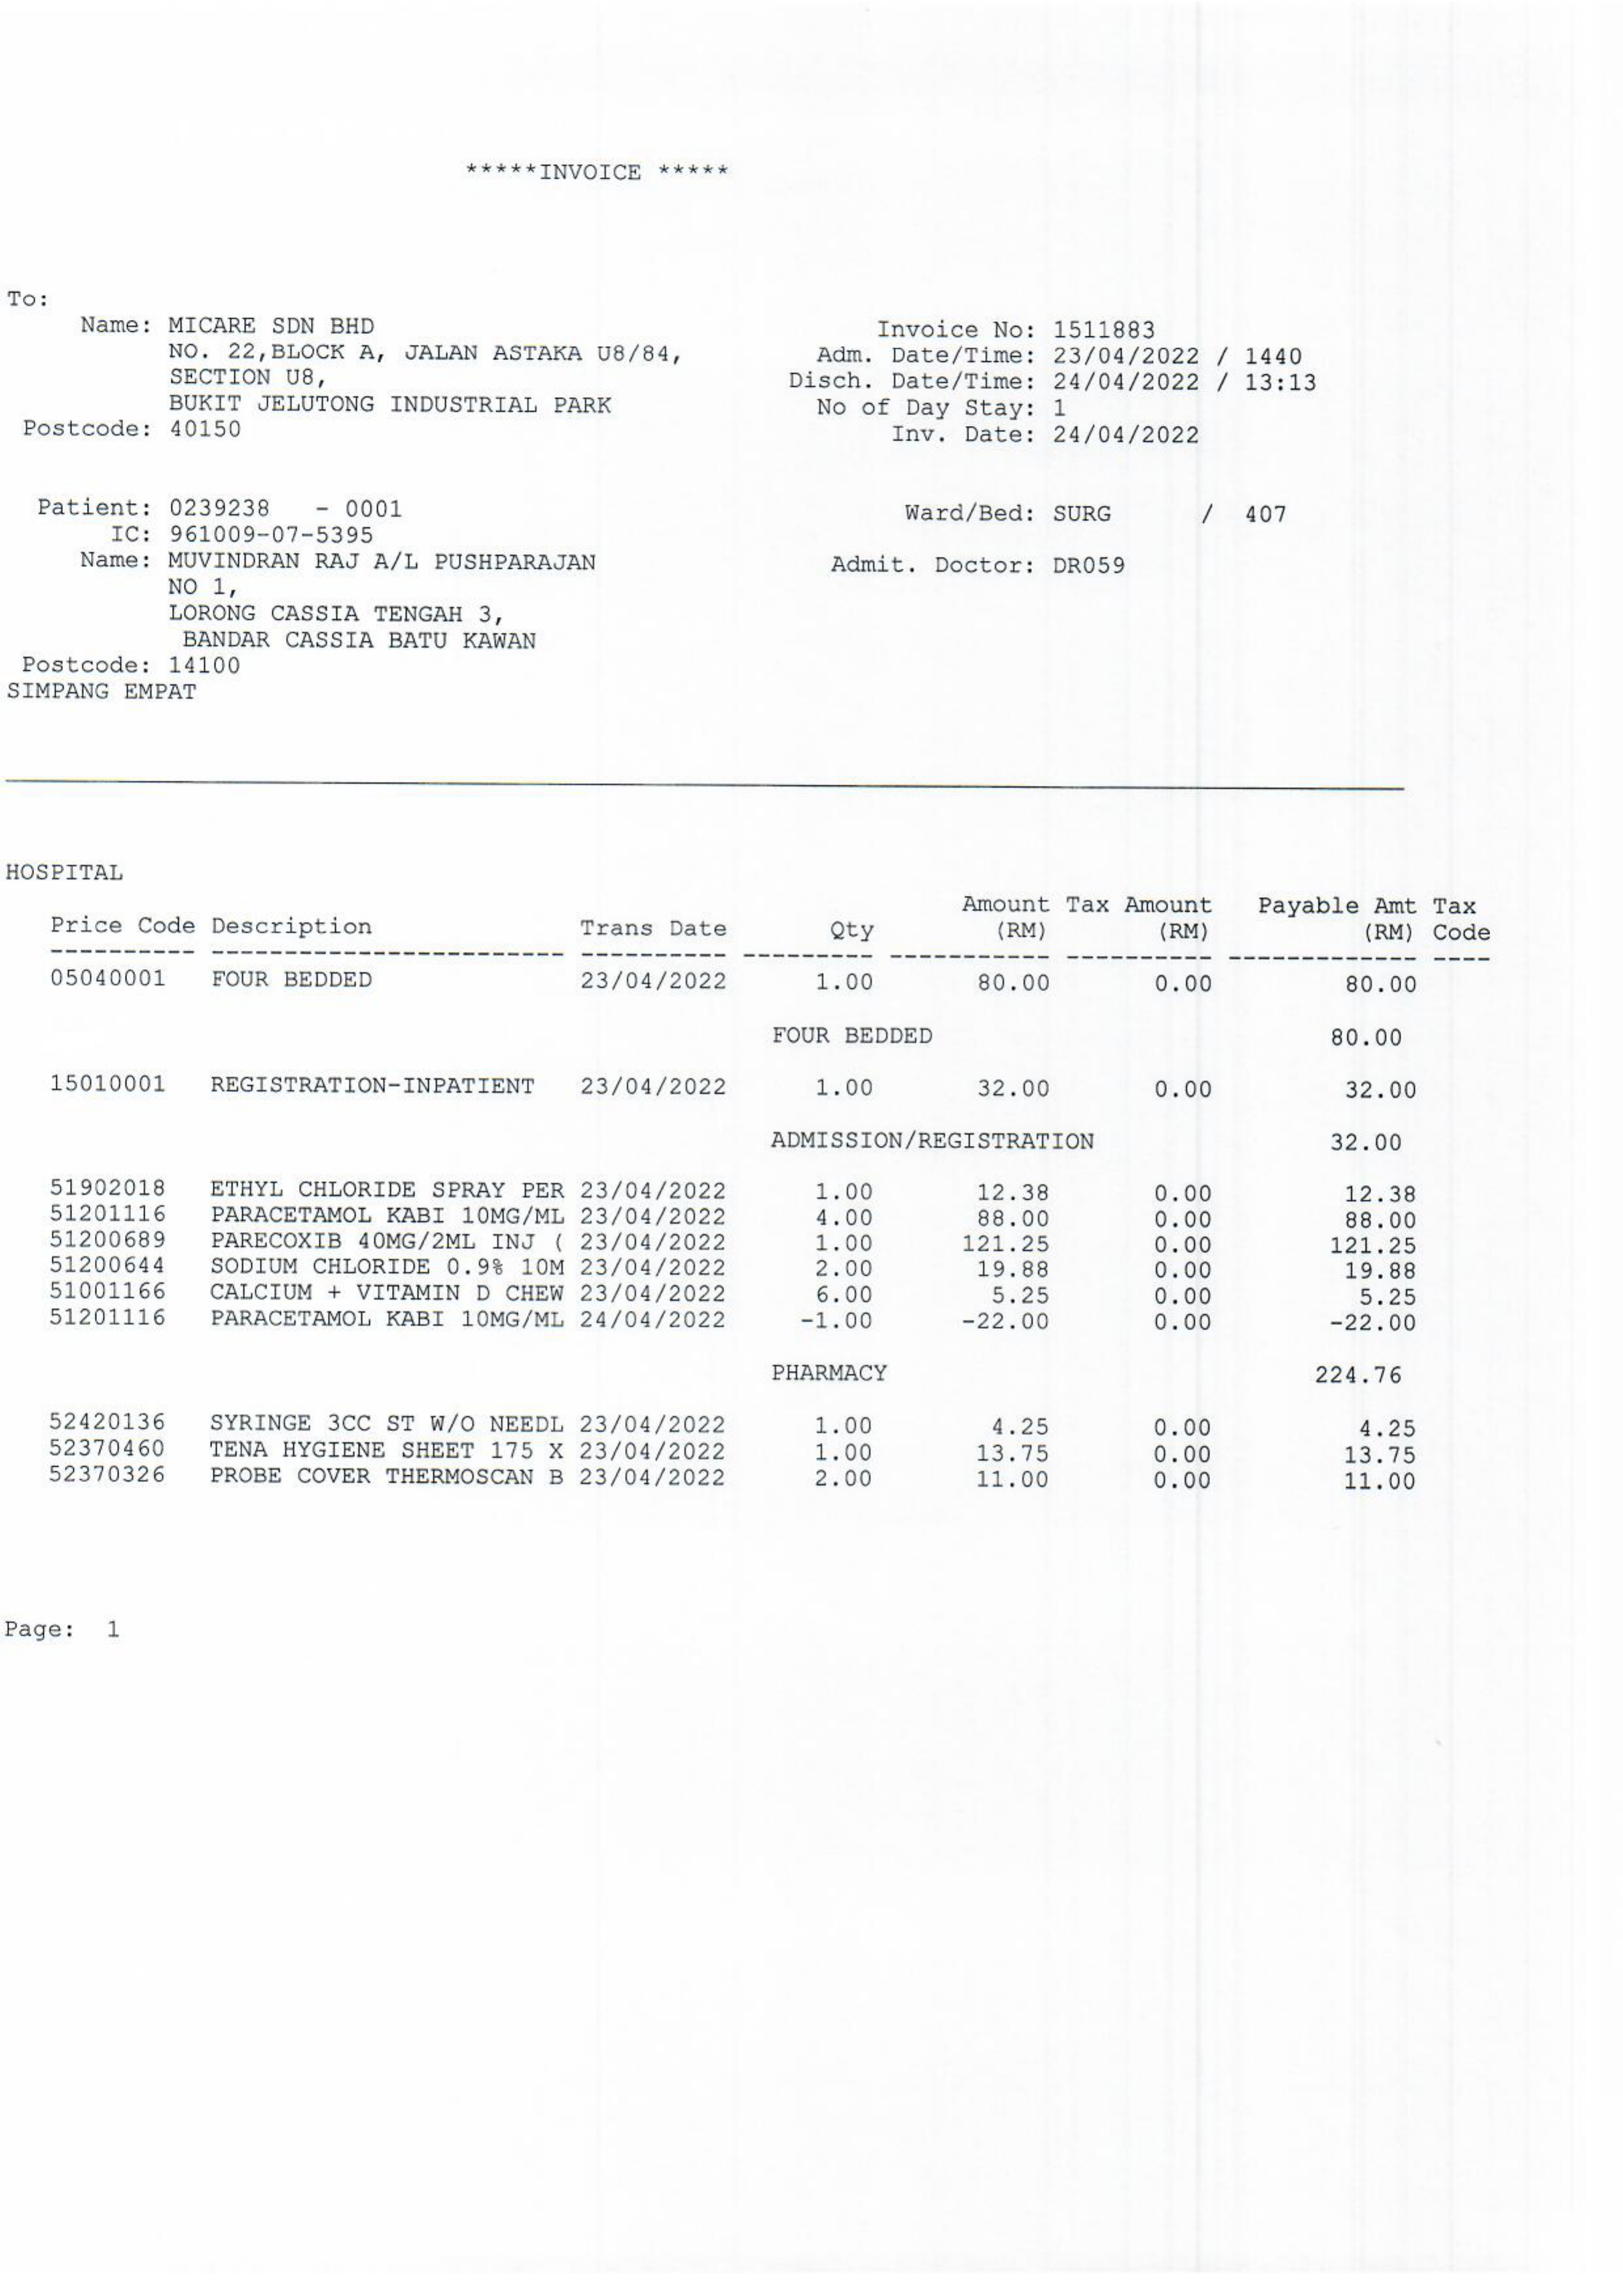 *****INVOICE *****
To:
Name: MICARE SDN BHD
NO. 22,BLOCK A, JALAN ASTAKA U8/84,
SECTION U8,
BUKIT JELUTONG INDUSTRIAL PARK
Postcode: 40150
Invoice No: 1511883
Adm. Date/Time: 23/04/2022 / 1440
Disch. Date/Time: 24/04/2022 / 13:13
No of Day Stay: 1
Inv. Date: 24/04/2022
Patient: 0239238 - 0001
IC: 961009-07-5395
Name: MUVINDRAN RAJ A/L PUSHPARAJAN
NO 1,
LORONG CASSIA TENGAH 3,
BANDAR CASSIA BATU KAWAN
Postcode: 14100
SIMPANG EMPAT
Ward/Bed: SURG / 407
Admit. Doctor: DR059
HOSPITAL
Amount Tax Amount Payable Amt Tax
Price Code Description Trans Date Qty (RM) (RM) (RM) Code
---------- ------------------------ ---------- --------- ----------- ---------- ------------- ----
05040001 FOUR BEDDED 23/04/2022 1.00 80.00 0.00 80.00
FOUR BEDDED 80.00
15010001 REGISTRATION-INPATIENT 23/04/2022 1.00 32.00 0.00 32.00
ADMISSION/REGISTRATION 32.00
51902018 ETHYL CHLORIDE SPRAY PER 23/04/2022 1.00 12.38 0.00 12.38
51201116 PARACETAMOL KABI 10MG/ML 23/04/2022 4.00 88.00 0.00 88.00
51200689 PARECOXIB 40MG/2ML INJ ( 23/04/2022 1.00 121.25 0.00 121.25
51200644 SODIUM CHLORIDE 0.9% 10M 23/04/2022 2.00 19.88 0.00 19.88
51001166 CALCIUM + VITAMIN D CHEW 23/04/2022 6.00 5.25 0.00 5.25
51201116 PARACETAMOL KABI 10MG/ML 24/04/2022 -1.00 -22.00 0.00 -22.00
PHARMACY 224.76
52420136 SYRINGE 3CC ST W/O NEEDL 23/04/2022 1.00 4.25 0.00 4.25
52370460 TENA HYGIENE SHEET 175 X 23/04/2022 1.00 13.75 0.00 13.75
52370326 PROBE COVER THERMOSCAN B 23/04/2022 2.00 11.00 0.00 11.00
Page: 1